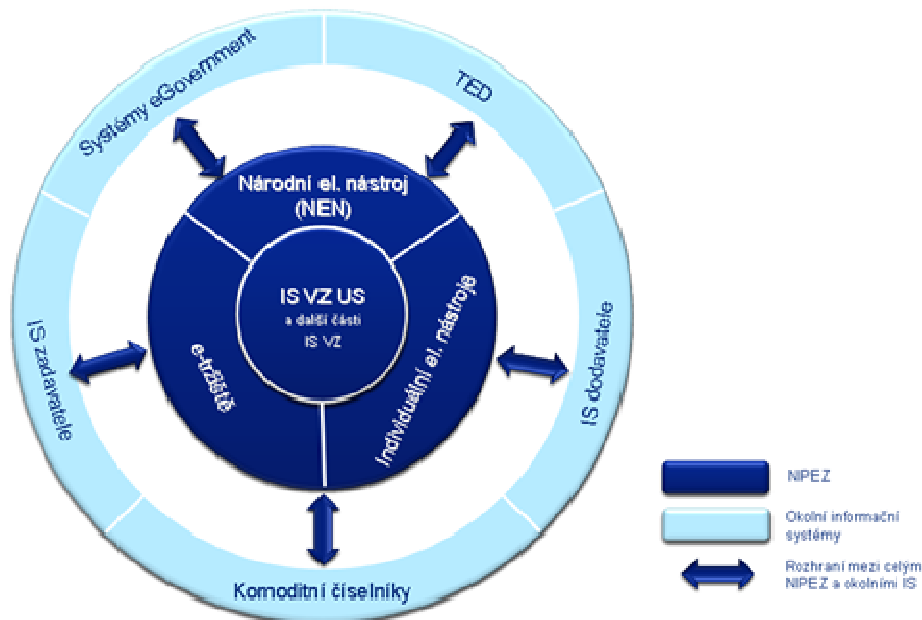 Systémy eGovernment
TED
Národní el. nástroj
(NEN)
IS VZ US
a další části
IS VZ
e-tržiště
Individuální el. nástroje
IS zadavatele
IS dodavatele
Komoditní číselníky
NIPEZ
Okolní informační
systémy
Rozhraní mezi celým
NIPEZ a okolními IS